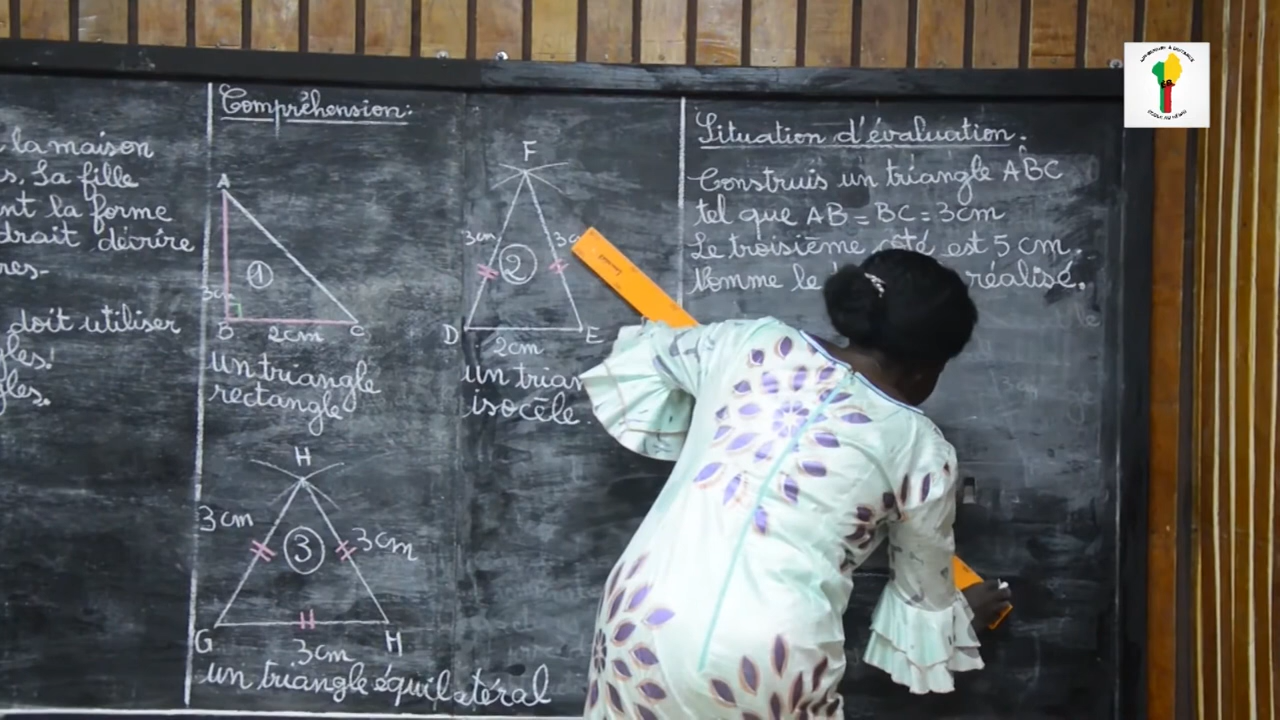 la maison
s. La fille
nt la forme
drait décrire
res-
doit utiliser
gles!
gles.
Compréhension:
A
3cm
1
B
2cm
C
un triangle
rectangle
F
3cm
3c
2
D
2cm
E
un trian
isocèle.
H
3cm
3
3cm
G
3cm
H
un triangle équilatéral
Situation d'évaluation.
Construis un triangle ABC
tel que AB = BC = 3cm
Le troisième côté est 5 cm.
Nomme le réalisé.